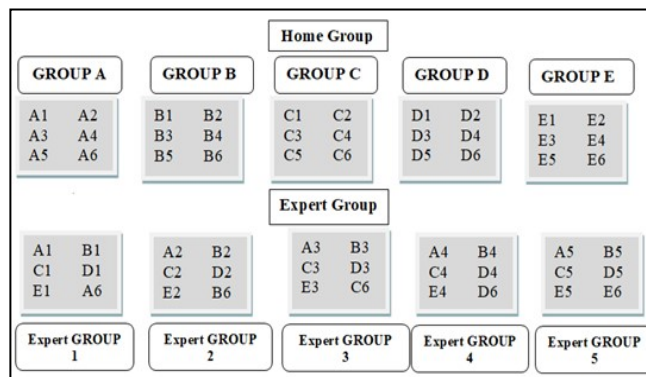 Home Group
GROUP A GROUP B GROUP C GROUP D GROUP E
A1 A2 B1 B2 C1 C2 D1 D2 E1 E2
A3 A4 B3 B4 C3 C4 D3 D4 E3 E4
A5 A6 B5 B6 C5 C6 D5 D6 E5 E6
Expert Group
A1 B1 A2 B2 A3 B3 A4 B4 A5 B5
C1 D1 C2 D2 C3 D3 C4 D4 C5 D5
E1 A6 E2 B6 E3 C6 E4 D6 E5 E6
Expert GROUP Expert GROUP Expert GROUP Expert GROUP Expert GROUP
1 2 3 4 5